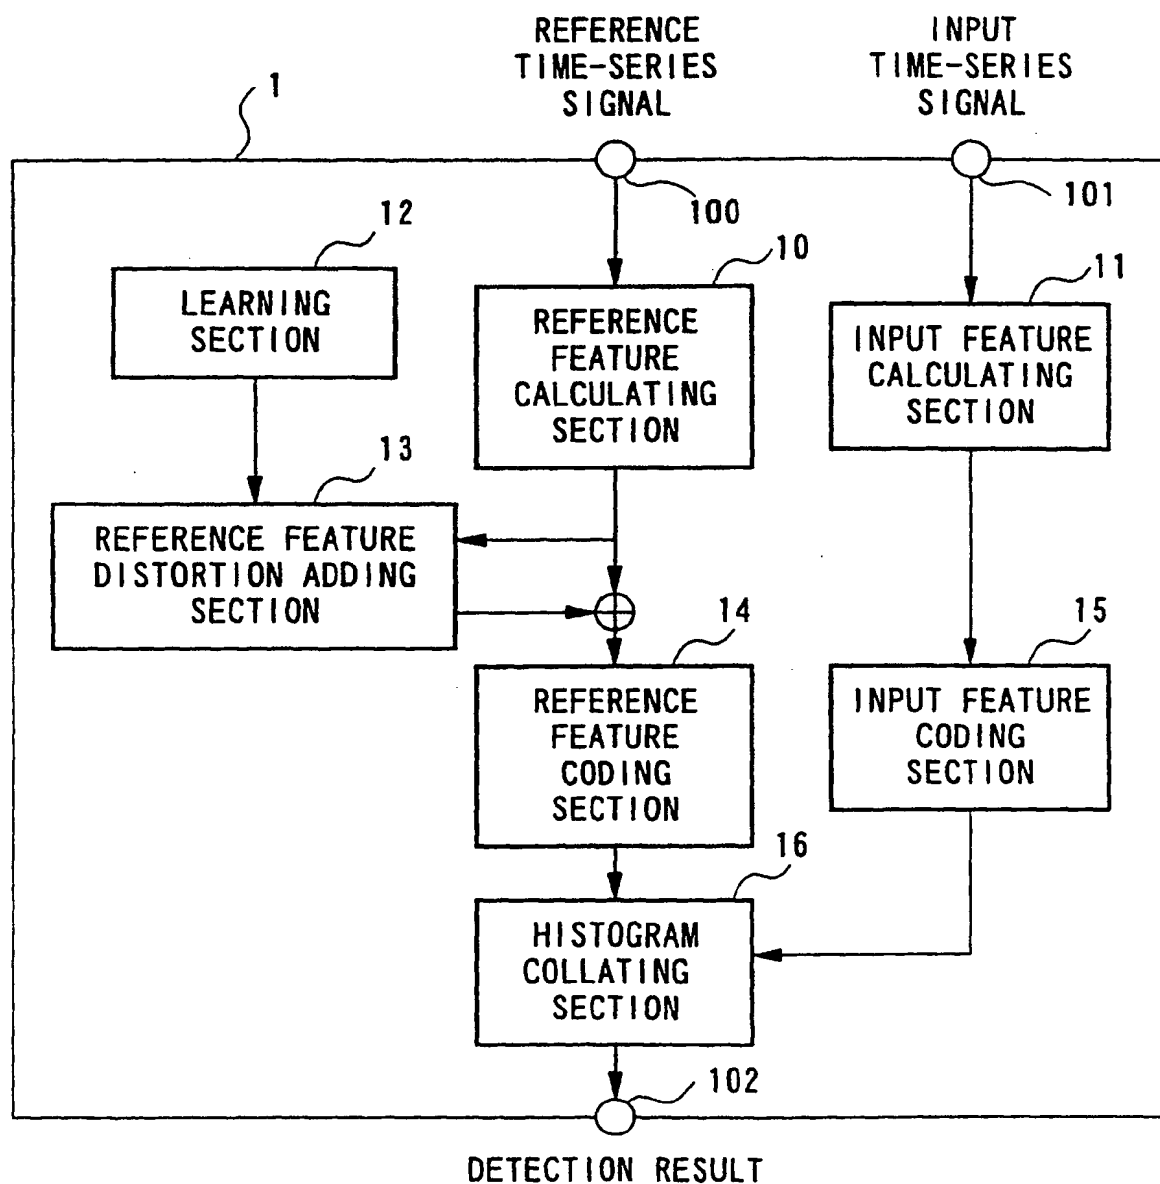 REFERENCE
TIME-SERIES
SIGNAL
INPUT
TIME-SERIES
SIGNAL
1
100
101
12
10
11
LEARNING
SECTION
REFERENCE
FEATURE
CALCULATING
SECTION
INPUT FEATURE
CALCULATING
SECTION
13
REFERENCE FEATURE
DISTORTION ADDING
SECTION
14
15
REFERENCE
FEATURE
CODING
SECTION
INPUT FEATURE
CODING
SECTION
16
HISTOGRAM
COLLATING
SECTION
102
DETECTION RESULT